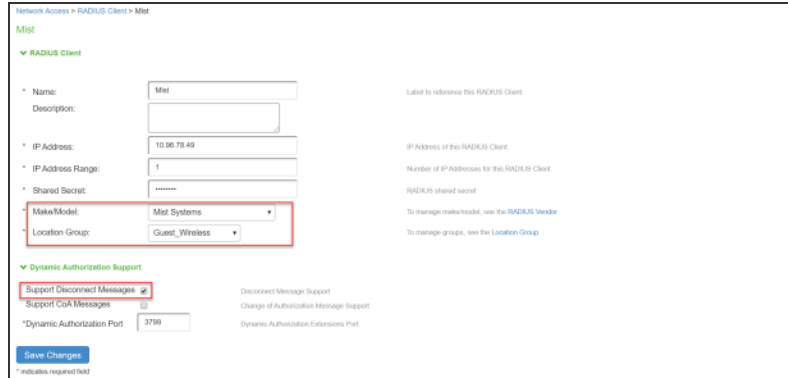 Network Access > RADIUS Client > Mist
Mist
RADIUS Client
* Name: Mist Label to reference this RADIUS Client.
Description:
* IP Address: 10.96.78.49 IP Address of this RADIUS Client.
* IP Address Range: 1 Number of IP Addresses for this RADIUS Client
* Shared Secret: •••••••• RADIUS shared secret
* Make/Model: Mist Systems To manage make/model, see the RADIUS Vendor
* Location Group: Guest_Wireless To manage groups, see the Location Group
Dynamic Authorization Support
Support Disconnect Messages Disconnect Message Support
Support CoA Messages Change of Authorization Message Support
*Dynamic Authorization Port 3799 Dynamic Authorization Extensions Port
Save Changes
* indicates required field